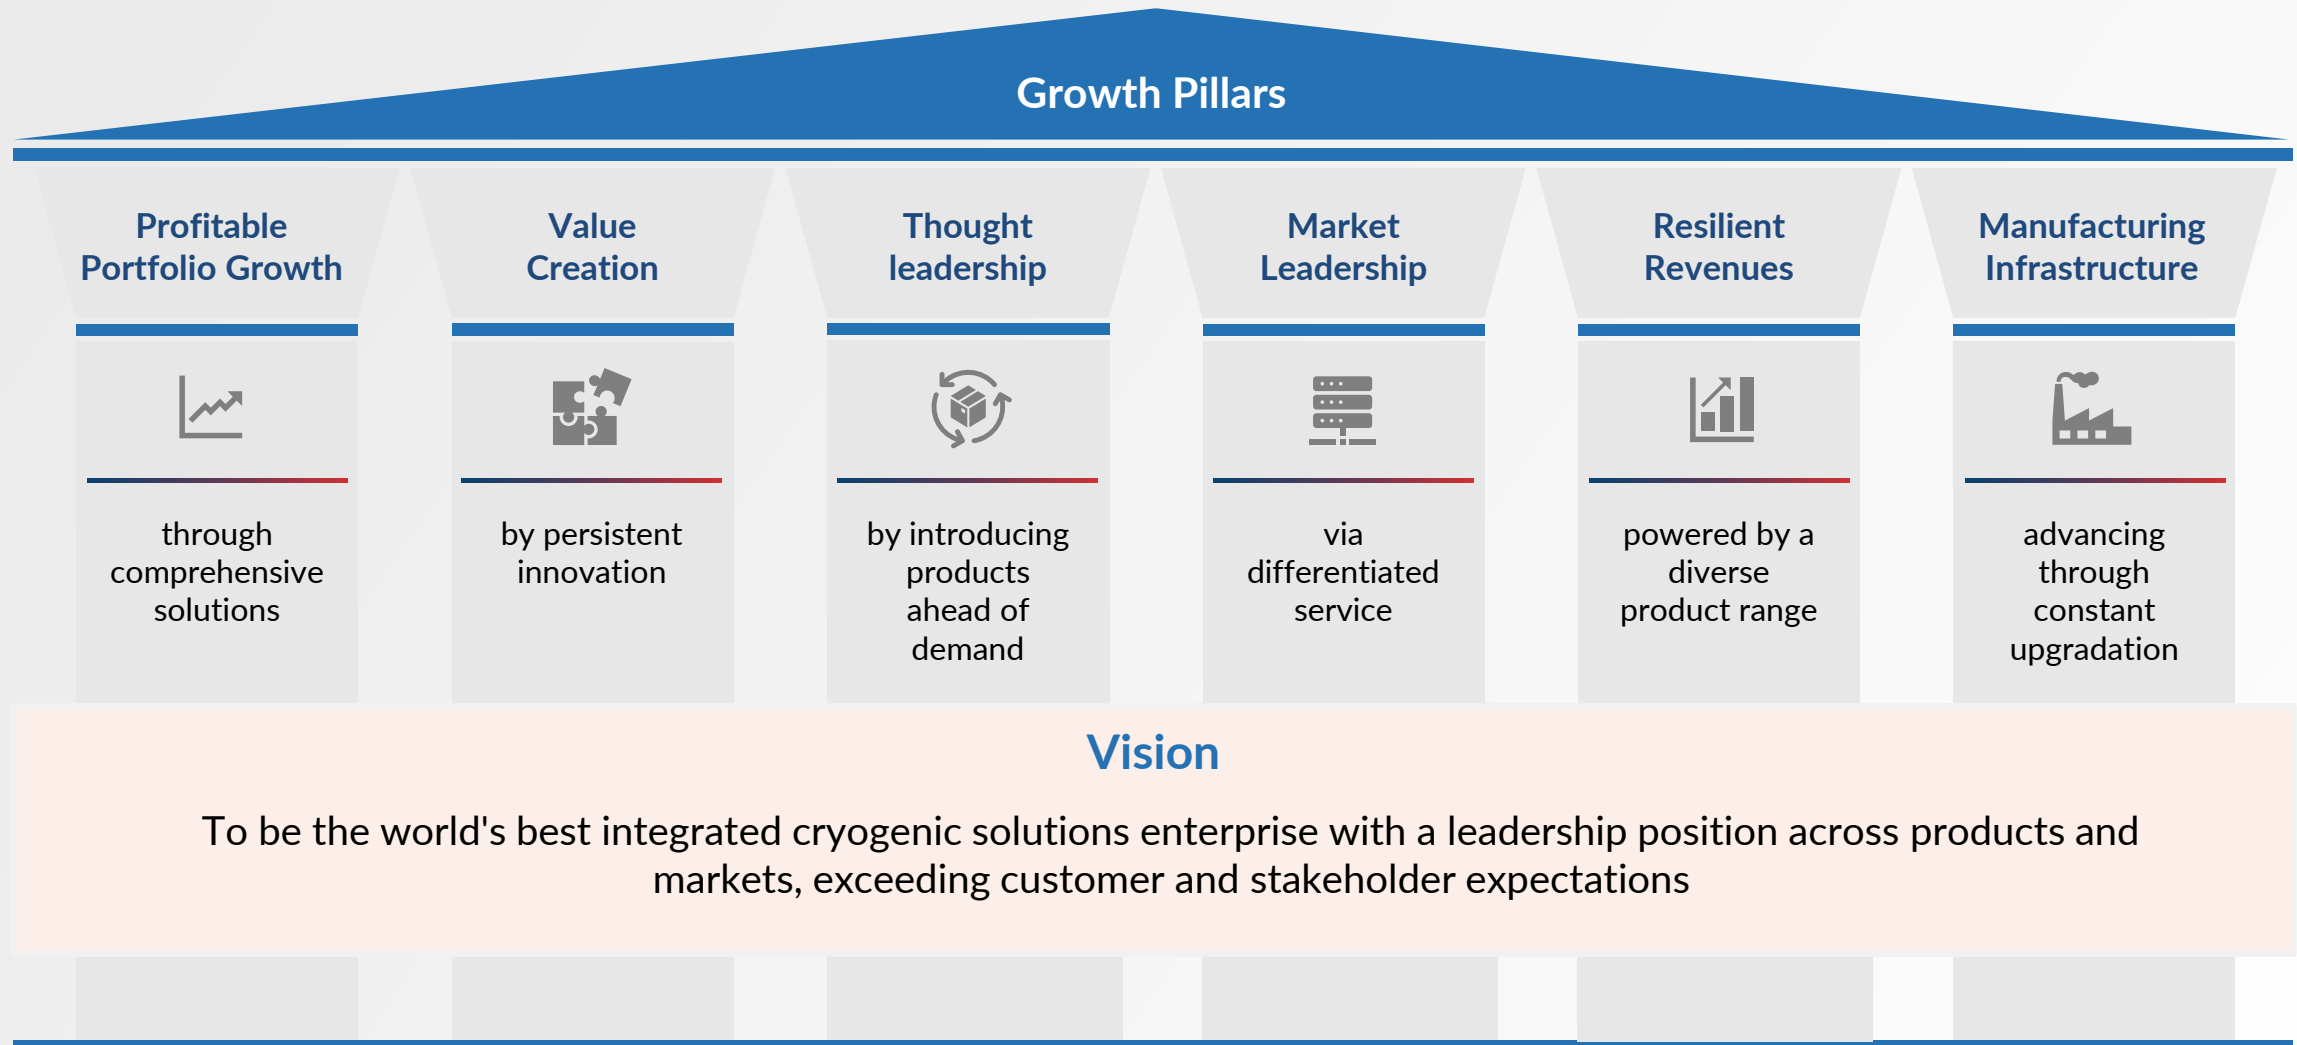 Growth Pillars
Profitable
Portfolio Growth
through
comprehensive
solutions
Value
Creation
by persistent
innovation
Thought
leadership
by introducing
products
ahead of
demand
Market
Leadership
via
differentiated
service
Resilient
Revenues
powered by a
diverse
product range
Manufacturing
Infrastructure
advancing
through
constant
upgradation
Vision
To be the world's best integrated cryogenic solutions enterprise with a leadership position across products and
markets, exceeding customer and stakeholder expectations